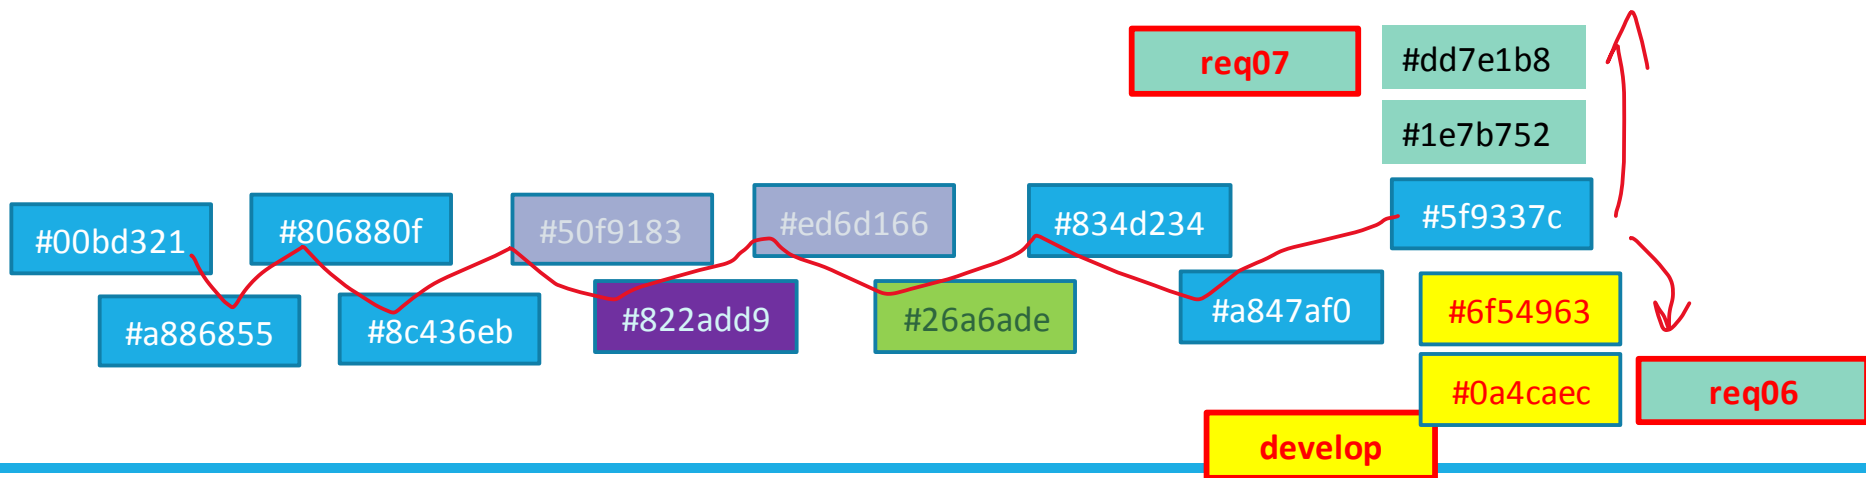 req07
#dd7e1b8
#1e7b752
#00bd321
#806880f
#50f9183
#ed6d166
#834d234
#5f9337c
#a886855
#8c436eb
#822add9
#26a6ade
#a847af0
#6f54963
#0a4caec
req06
develop